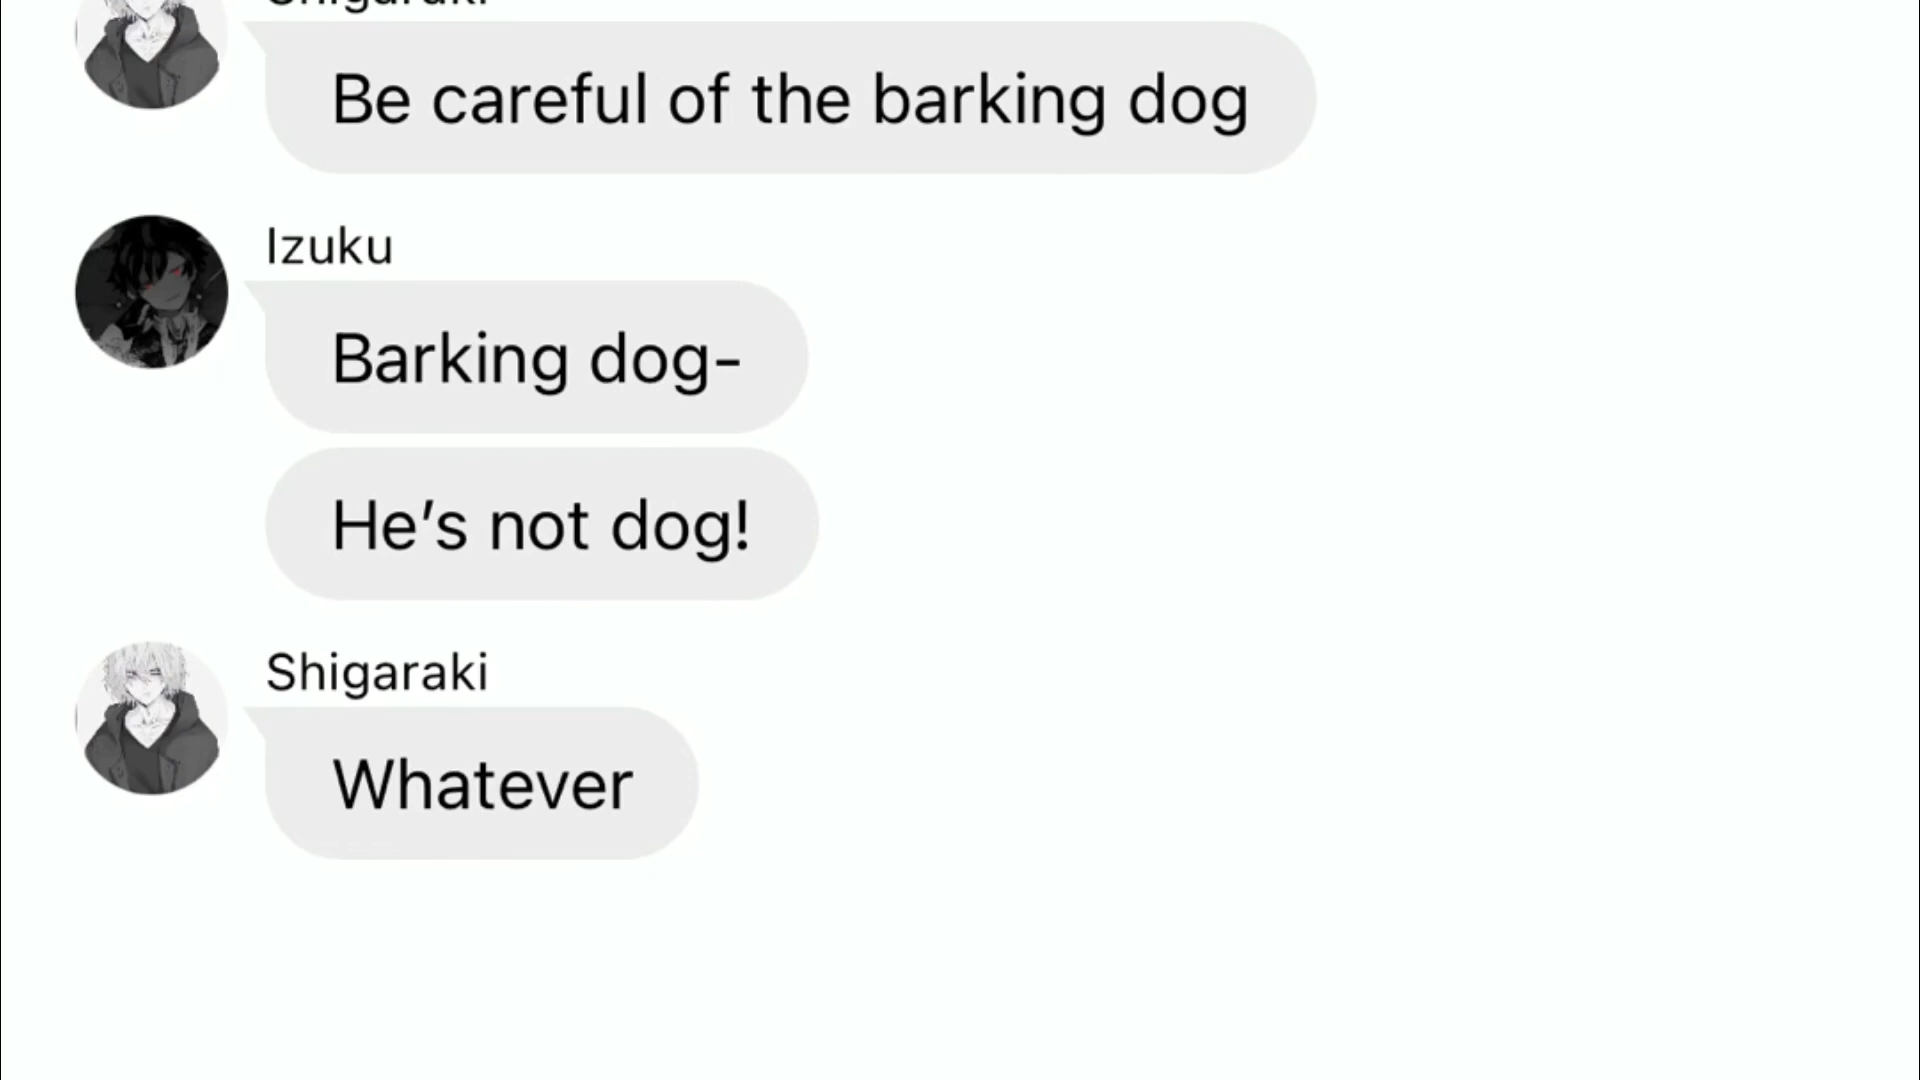 Shigaraki
Be careful of the barking dog
Izuku
Barking dog-
He’s not dog!
Shigaraki
Whatever